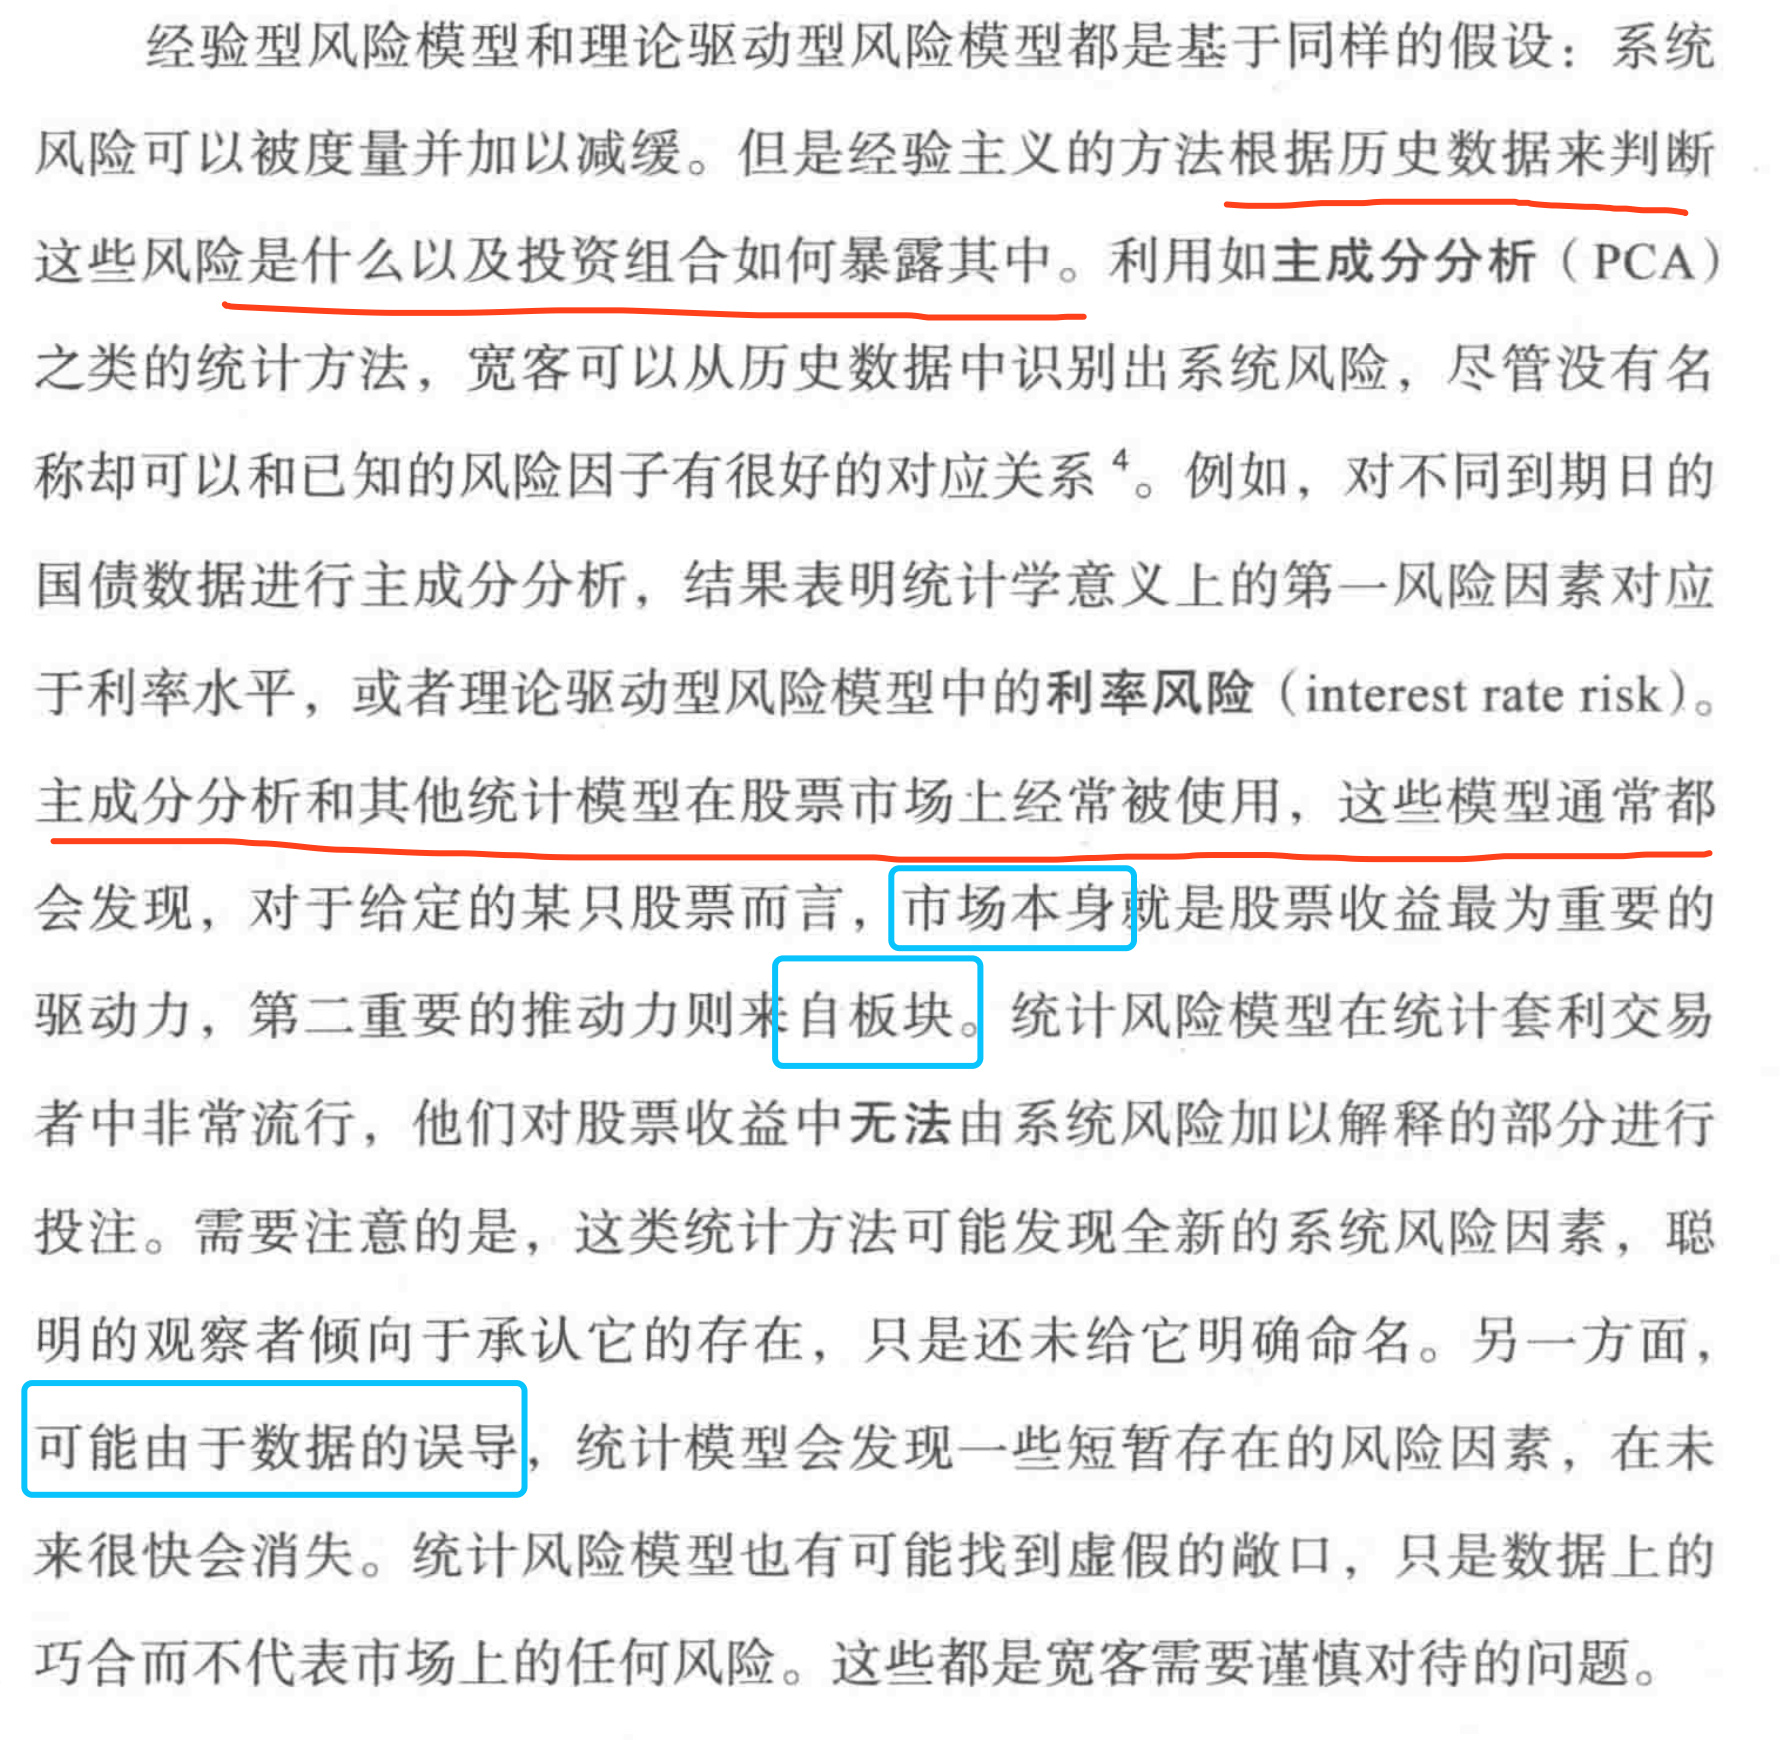 经验型风险模型和理论驱动型风险模型都是基于同样的假设：系统
风险可以被度量并加以减缓。但是经验主义的方法根据历史数据来判断
这些风险是什么以及投资组合如何暴露其中。利用如主成分分析（PCA）
之类的统计方法，宽客可以从历史数据中识别出系统风险，尽管没有名
称却可以和已知的风险因子有很好的对应关系4。例如，对不同到期日的
国债数据进行主成分分析，结果表明统计学意义上的第一风险因素对应
于利率水平，或者理论驱动型风险模型中的利率风险（interest rate risk）。
主成分分析和其他统计模型在股票市场上经常被使用，这些模型通常都
会发现，对于给定的某只股票而言，市场本身就是股票收益最为重要的
驱动力，第二重要的推动力则来自板块。统计风险模型在统计套利交易
者中非常流行，他们对股票收益中无法由系统风险加以解释的部分进行
投注。需要注意的是，这类统计方法可能发现全新的系统风险因素，聪
明的观察者倾向于承认它的存在，只是还未给它明确命名。另一方面，
可能由于数据的误导，统计模型会发现一些短暂存在的风险因素，在未
来很快会消失。统计风险模型也有可能找到虚假的敞口，只是数据上的
巧合而不代表市场上的任何风险。这些都是宽客需要谨慎对待的问题。